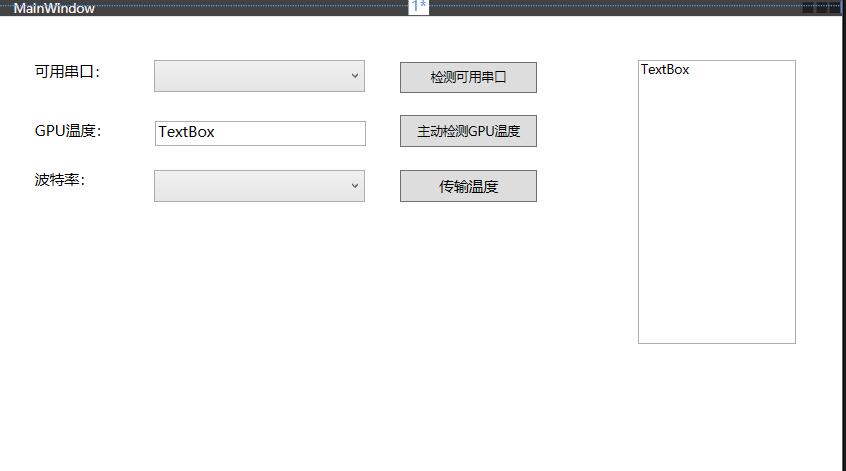 MainWindow
1*
可用串口：
检测可用串口
TextBox
GPU温度：
TextBox
主动检测GPU温度
波特率：
传输温度